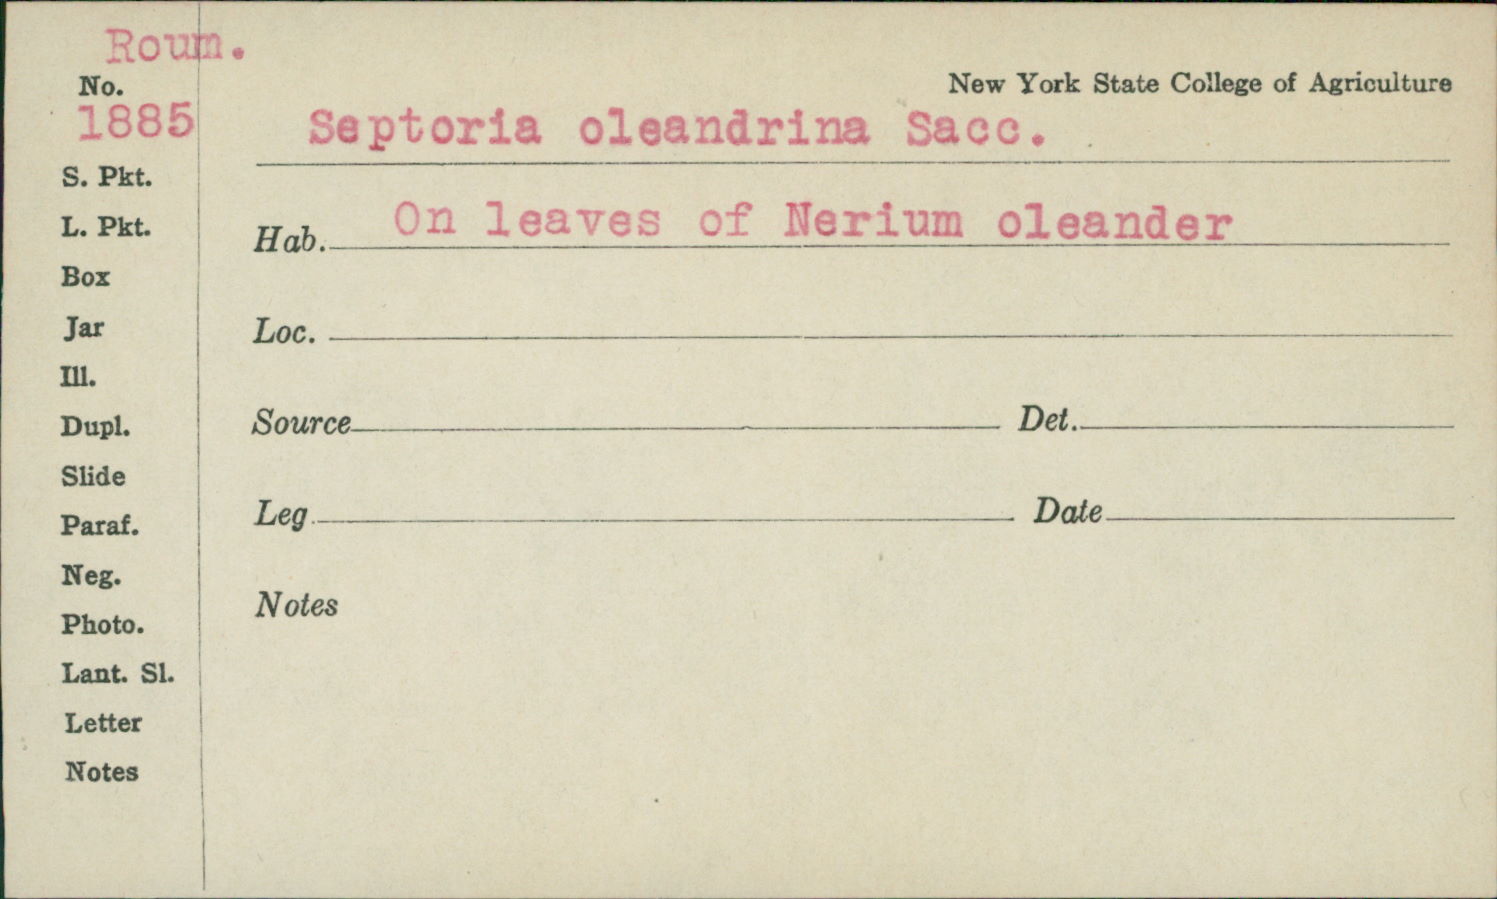 Roum.
No.
1885
New York State College of Agriculture
Septoria oleandrina Sacc.
S. Pkt.
L. Pkt.
Hab. On leaves of Nerium oleander
Box
Jar
Loc.
Ill.
Dupl.
Source Det.
Slide
Paraf.
Leg Date
Neg.
Photo.
Notes
Lant. Sl.
Letter
Notes